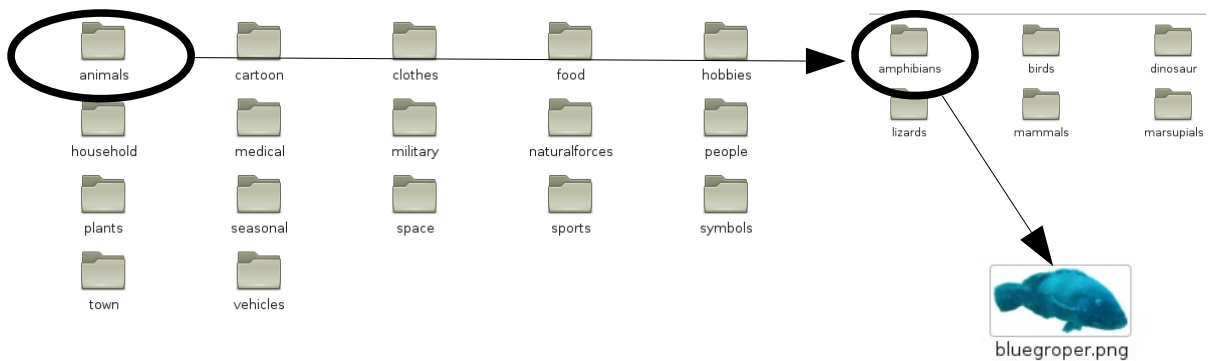 animals
cartoon
clothes
food
hobbies
household
medical
military
naturalforces
people
plants
seasonal
space
sports
symbols
town
vehicles
amphibians
birds
dinosaur
lizards
mammals
marsupials
bluegroper.png